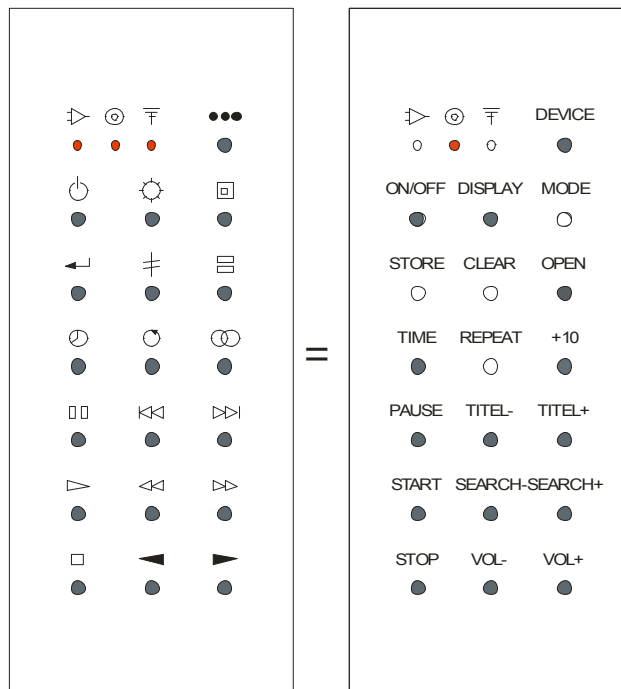 DEVICE
ON/OFF DISPLAY MODE
STORE CLEAR OPEN
TIME REPEAT +10
=
PAUSE TITEL- TITEL+
START SEARCH- SEARCH+
STOP VOL- VOL+